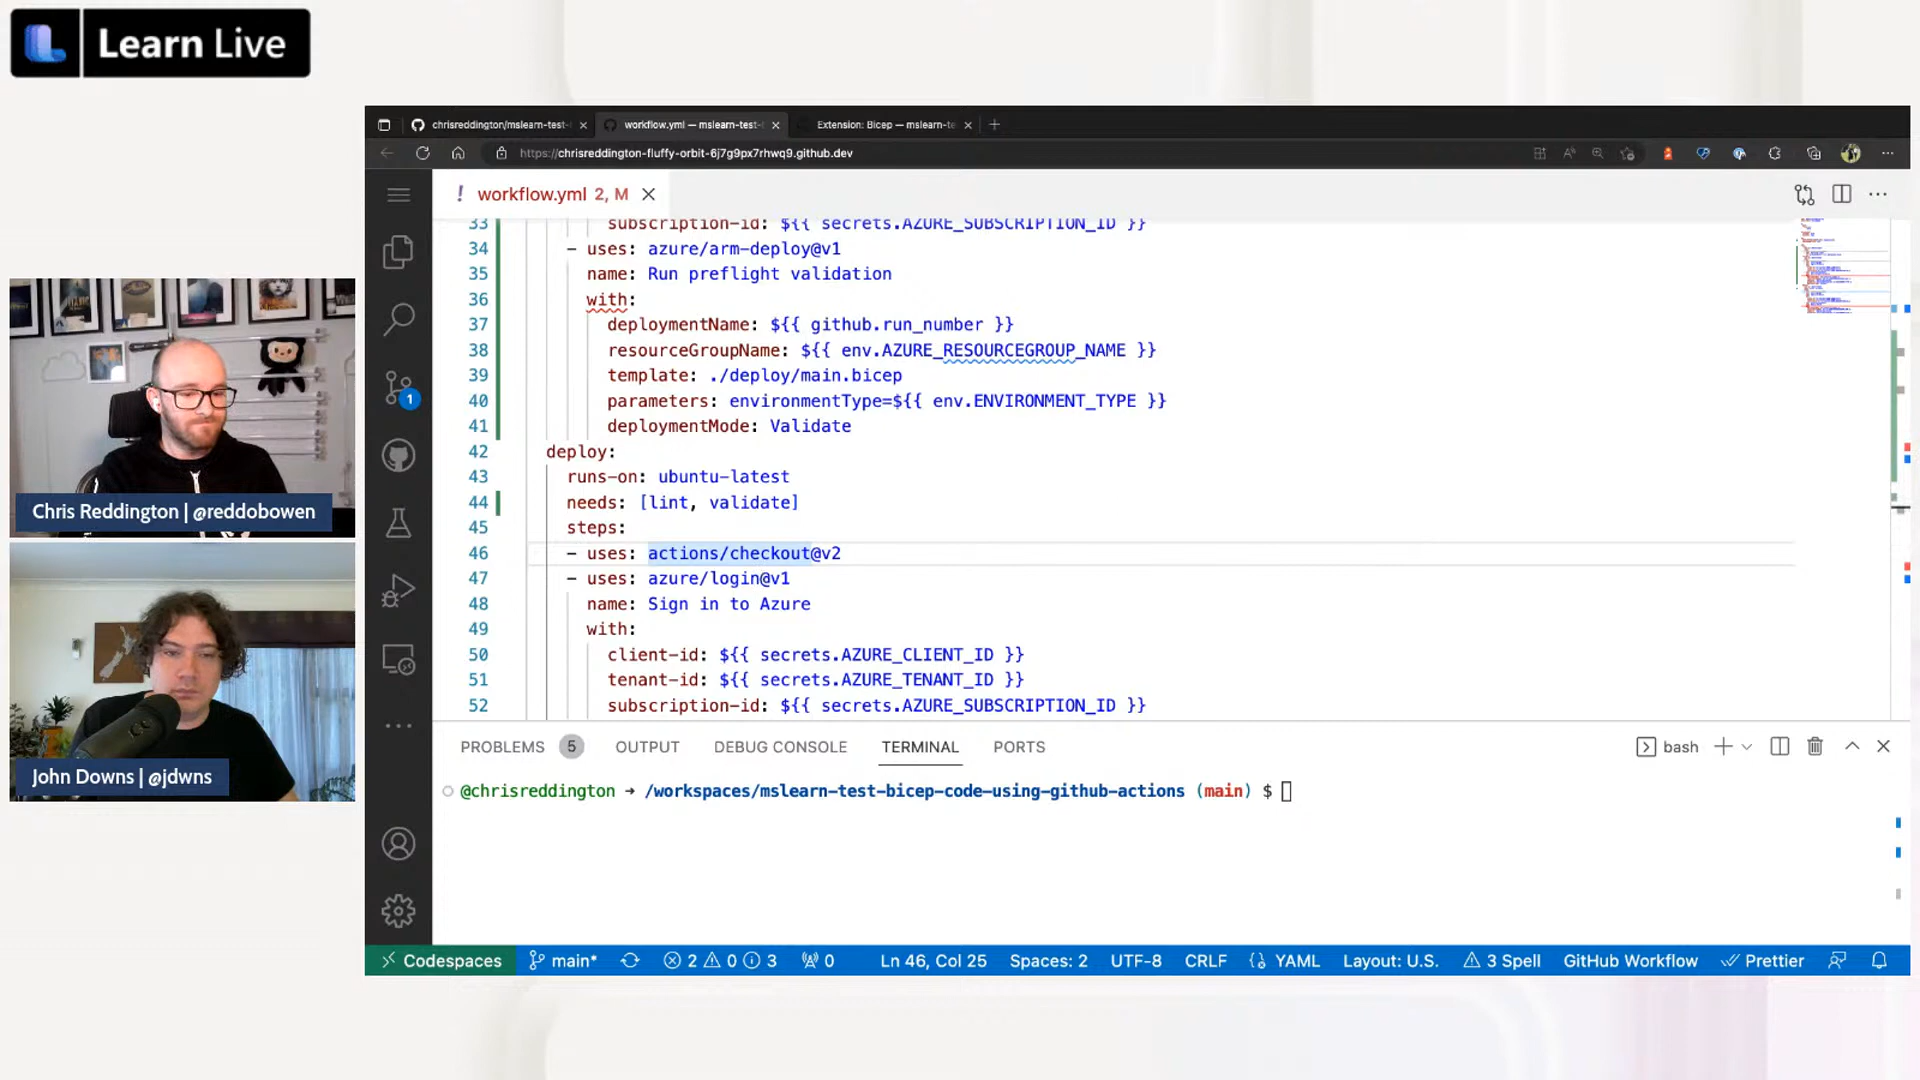 Learn Live
chrisreddington/mslearn-test-
workflow.yml — mslearn-test-
Extension: Bicep — mslearn-te
https://chrisreddington-fluffy-orbit-6j7g9px7rhwq9.github.dev
! workflow.yml 2, M
33 subscription-id: ${{ secrets.AZURE_SUBSCRIPTION_ID }}
34 - uses: azure/arm-deploy@v1
35 name: Run preflight validation
36 with:
37 deploymentName: ${{ github.run_number }}
38 resourceGroupName: ${{ env.AZURE_RESOURCEGROUP_NAME }}
39 template: ./deploy/main.bicep
40 parameters: environmentType=${{ env.ENVIRONMENT_TYPE }}
41 deploymentMode: Validate
42 deploy:
43 runs-on: ubuntu-latest
44 needs: [lint, validate]
45 steps:
46 - uses: actions/checkout@v2
47 - uses: azure/login@v1
48 name: Sign in to Azure
49 with:
50 client-id: ${{ secrets.AZURE_CLIENT_ID }}
51 tenant-id: ${{ secrets.AZURE_TENANT_ID }}
52 subscription-id: ${{ secrets.AZURE_SUBSCRIPTION_ID }}
1
Chris Reddington | @reddobowen
John Downs | @jdwns
PROBLEMS 5 OUTPUT DEBUG CONSOLE TERMINAL PORTS bash
@chrisreddington → /workspaces/mslearn-test-bicep-code-using-github-actions (main) $
Codespaces main* 2 0 3 0 Ln 46, Col 25 Spaces: 2 UTF-8 CRLF YAML Layout: U.S. 3 Spell GitHub Workflow Prettier